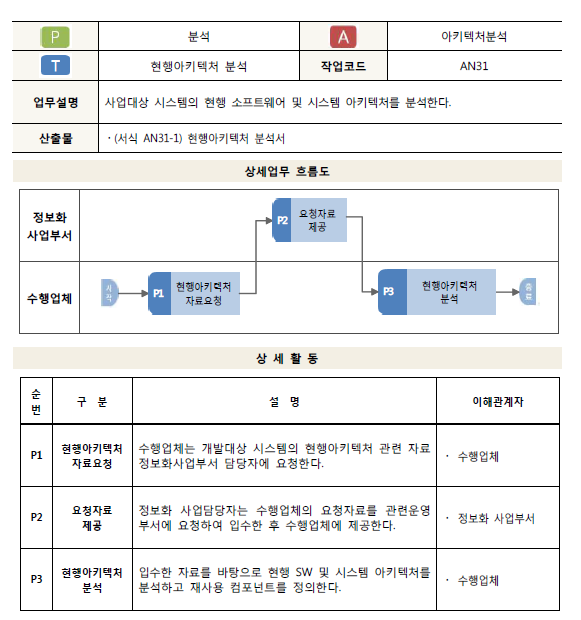 P 분석 A 아키텍처분석
T 현행아키텍처 분석 작업코드 AN31
업무설명 사업대상 시스템의 현행 소프트웨어 및 시스템 아키텍처를 분석한다.
산출물 · (서식 AN31-1) 현행아키텍처 분석서
상세업무 흐름도
정보화
사업부서
P2 요청자료
제공
수행업체
시작
P1 현행아키텍처
자료요청
P3 현행아키텍처
분석
종료
상 세 활 동
순
번
구 분
설 명
이해관계자
P1
현행아키텍처
자료요청
수행업체는 개발대상 시스템의 현행아키텍처 관련 자료
정보화사업부서 담당자에 요청한다.
· 수행업체
P2
요청자료
제공
정보화 사업담당자는 수행업체의 요청자료를 관련운영
부서에 요청하여 입수한 후 수행업체에 제공한다.
· 정보화 사업부서
P3
현행아키텍처
분석
입수한 자료를 바탕으로 현행 SW 및 시스템 아키텍처를
분석하고 재사용 컴포넌트를 정의한다.
· 수행업체